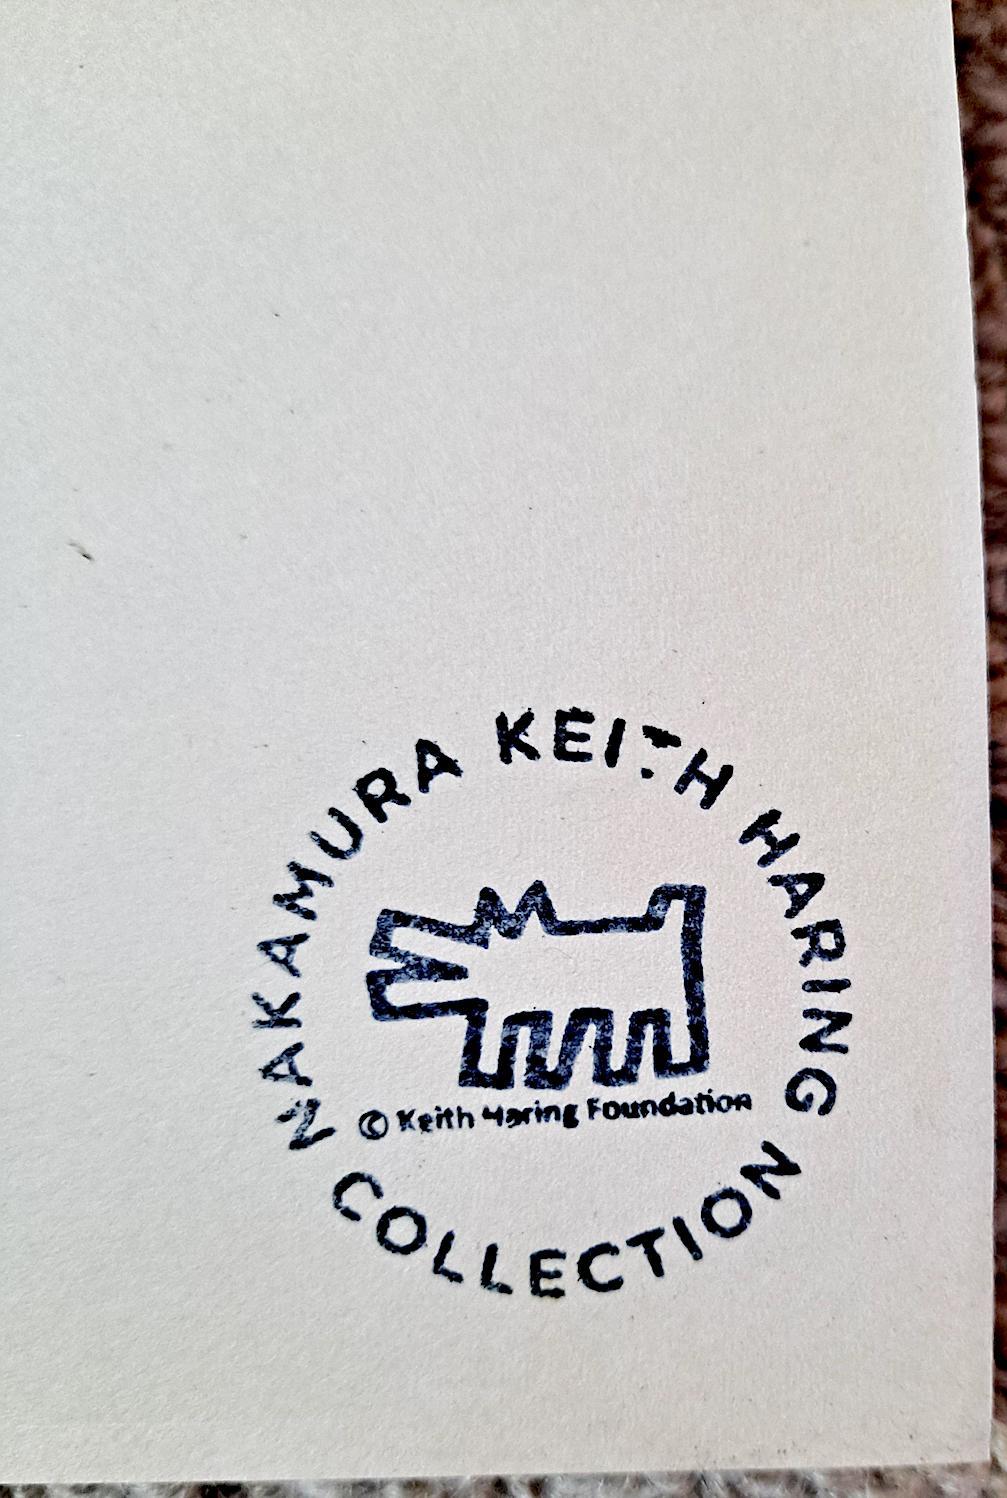 NAKAMURA KEITH HARING
COLLECTION
© Keith Haring Foundation